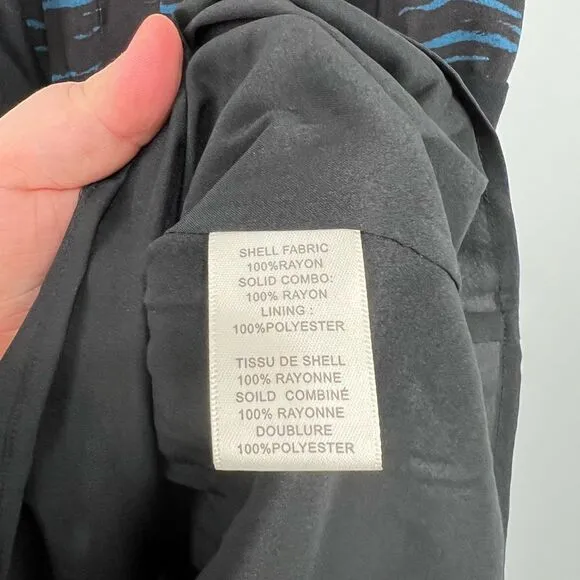 SHELL FABRIC
100%RAYON
SOLID COMBO:
100% RAYON
LINING :
100%POLYESTER
TISSU DE SHELL
100% RAYONNE
SOILD COMBINÉ
100% RAYONNE
DOUBLURE
100%POLYESTER